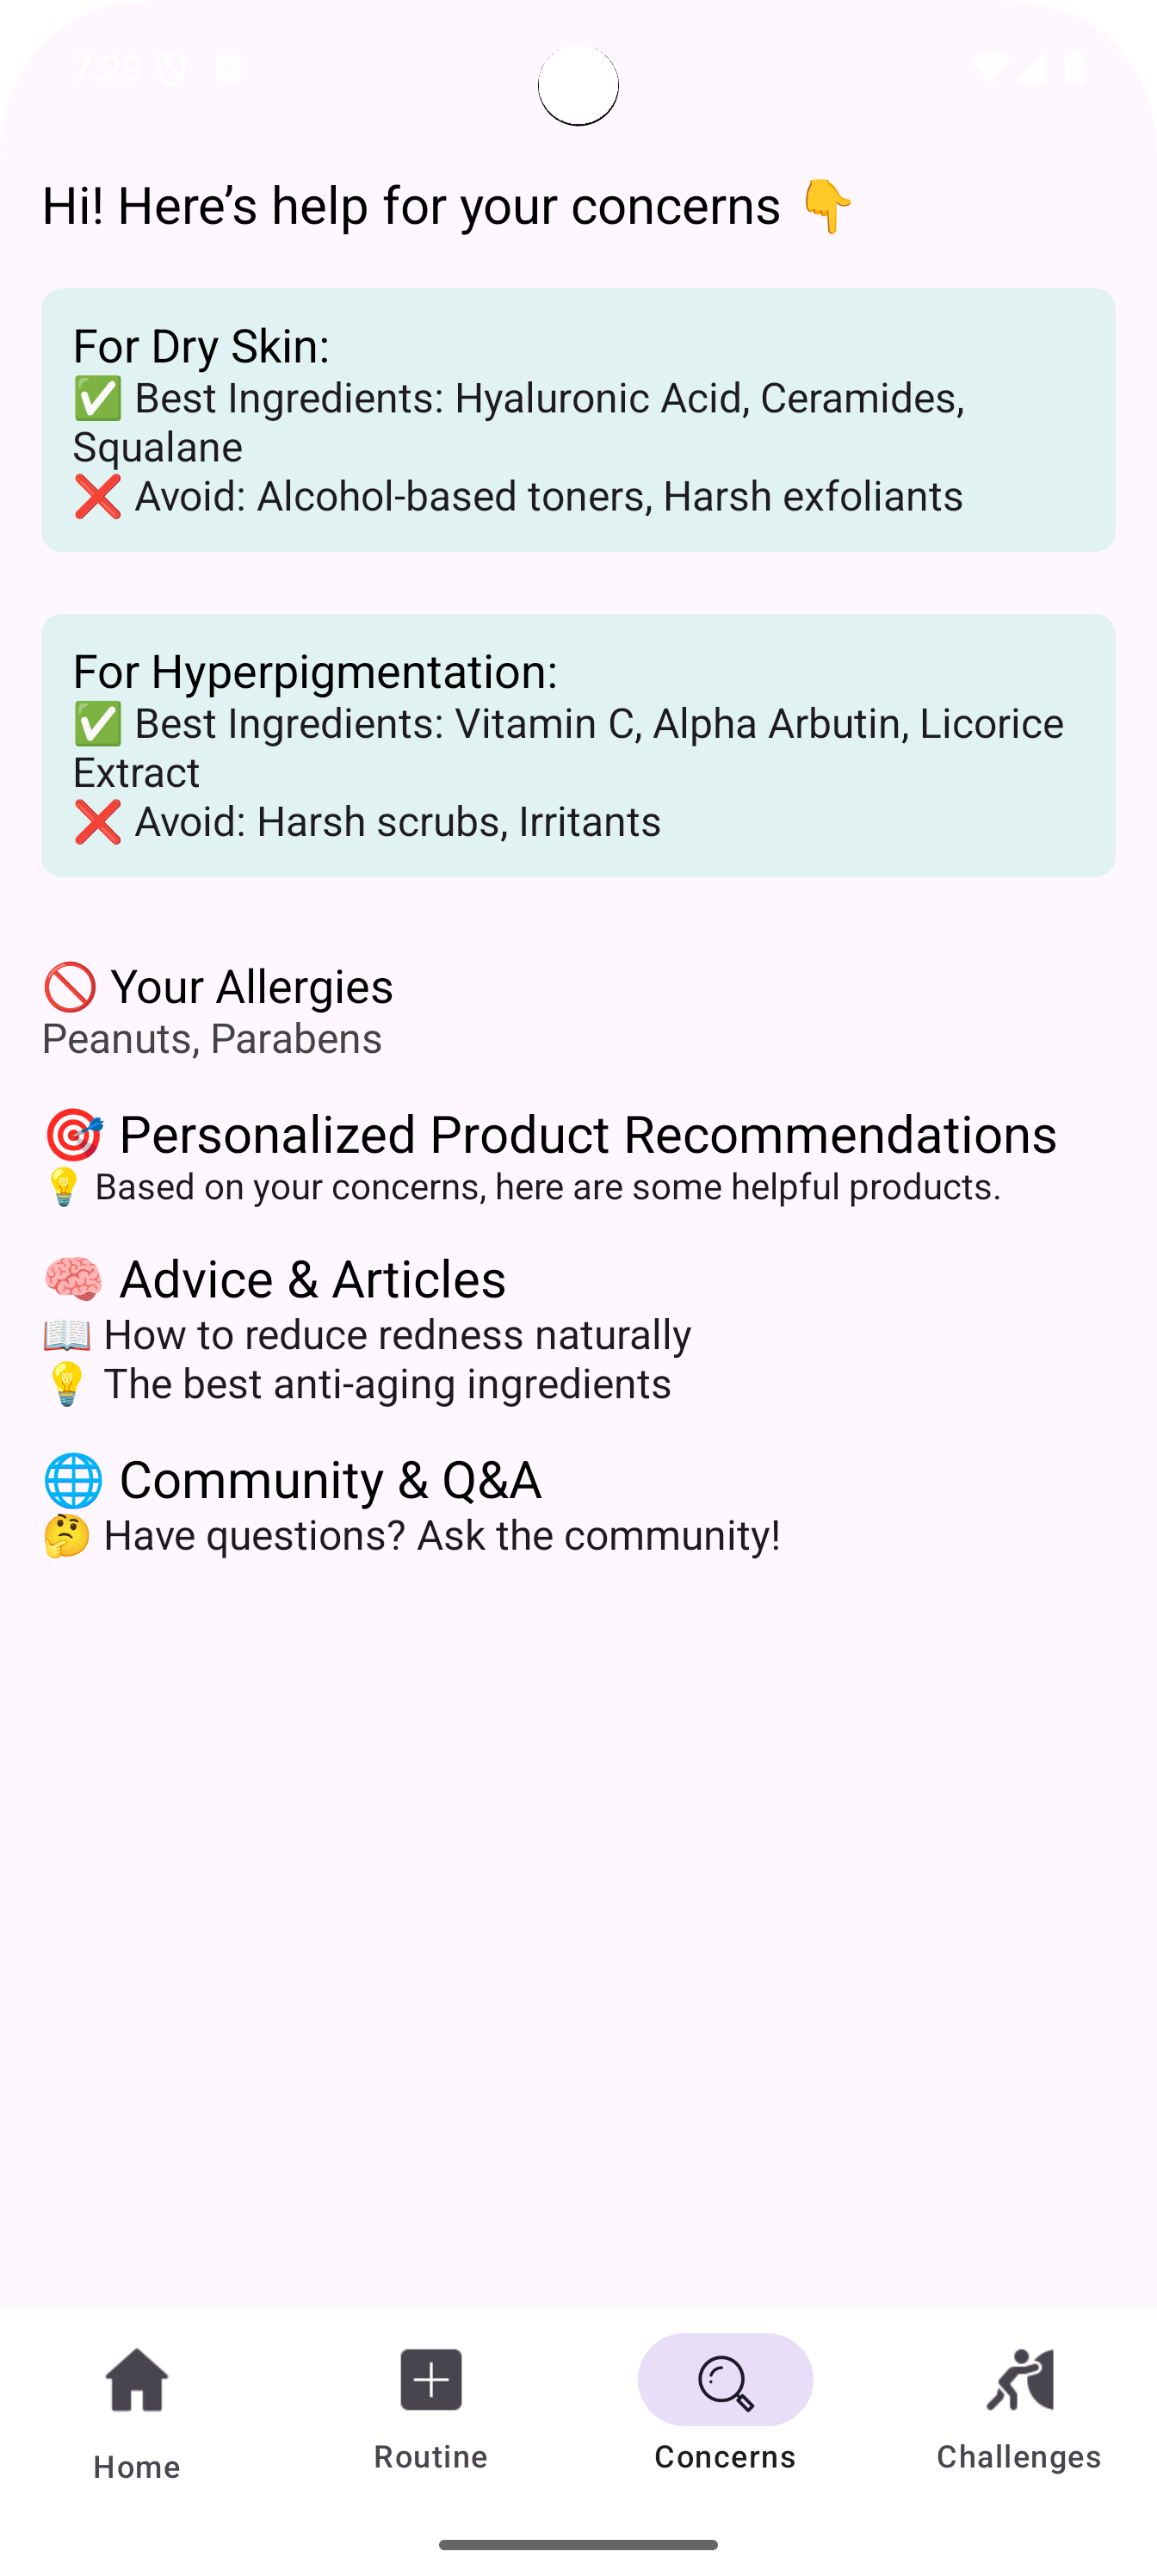 7:29
Hi! Here’s help for your concerns 👇
For Dry Skin:
✅ Best Ingredients: Hyaluronic Acid, Ceramides,
Squalane
❌ Avoid: Alcohol-based toners, Harsh exfoliants
For Hyperpigmentation:
✅ Best Ingredients: Vitamin C, Alpha Arbutin, Licorice
Extract
❌ Avoid: Harsh scrubs, Irritants
🚫 Your Allergies
Peanuts, Parabens
🎯 Personalized Product Recommendations
💡 Based on your concerns, here are some helpful products.
🧠 Advice & Articles
📖 How to reduce redness naturally
💡 The best anti-aging ingredients
🌐 Community & Q&A
🤔 Have questions? Ask the community!
Home
Routine
Concerns
Challenges